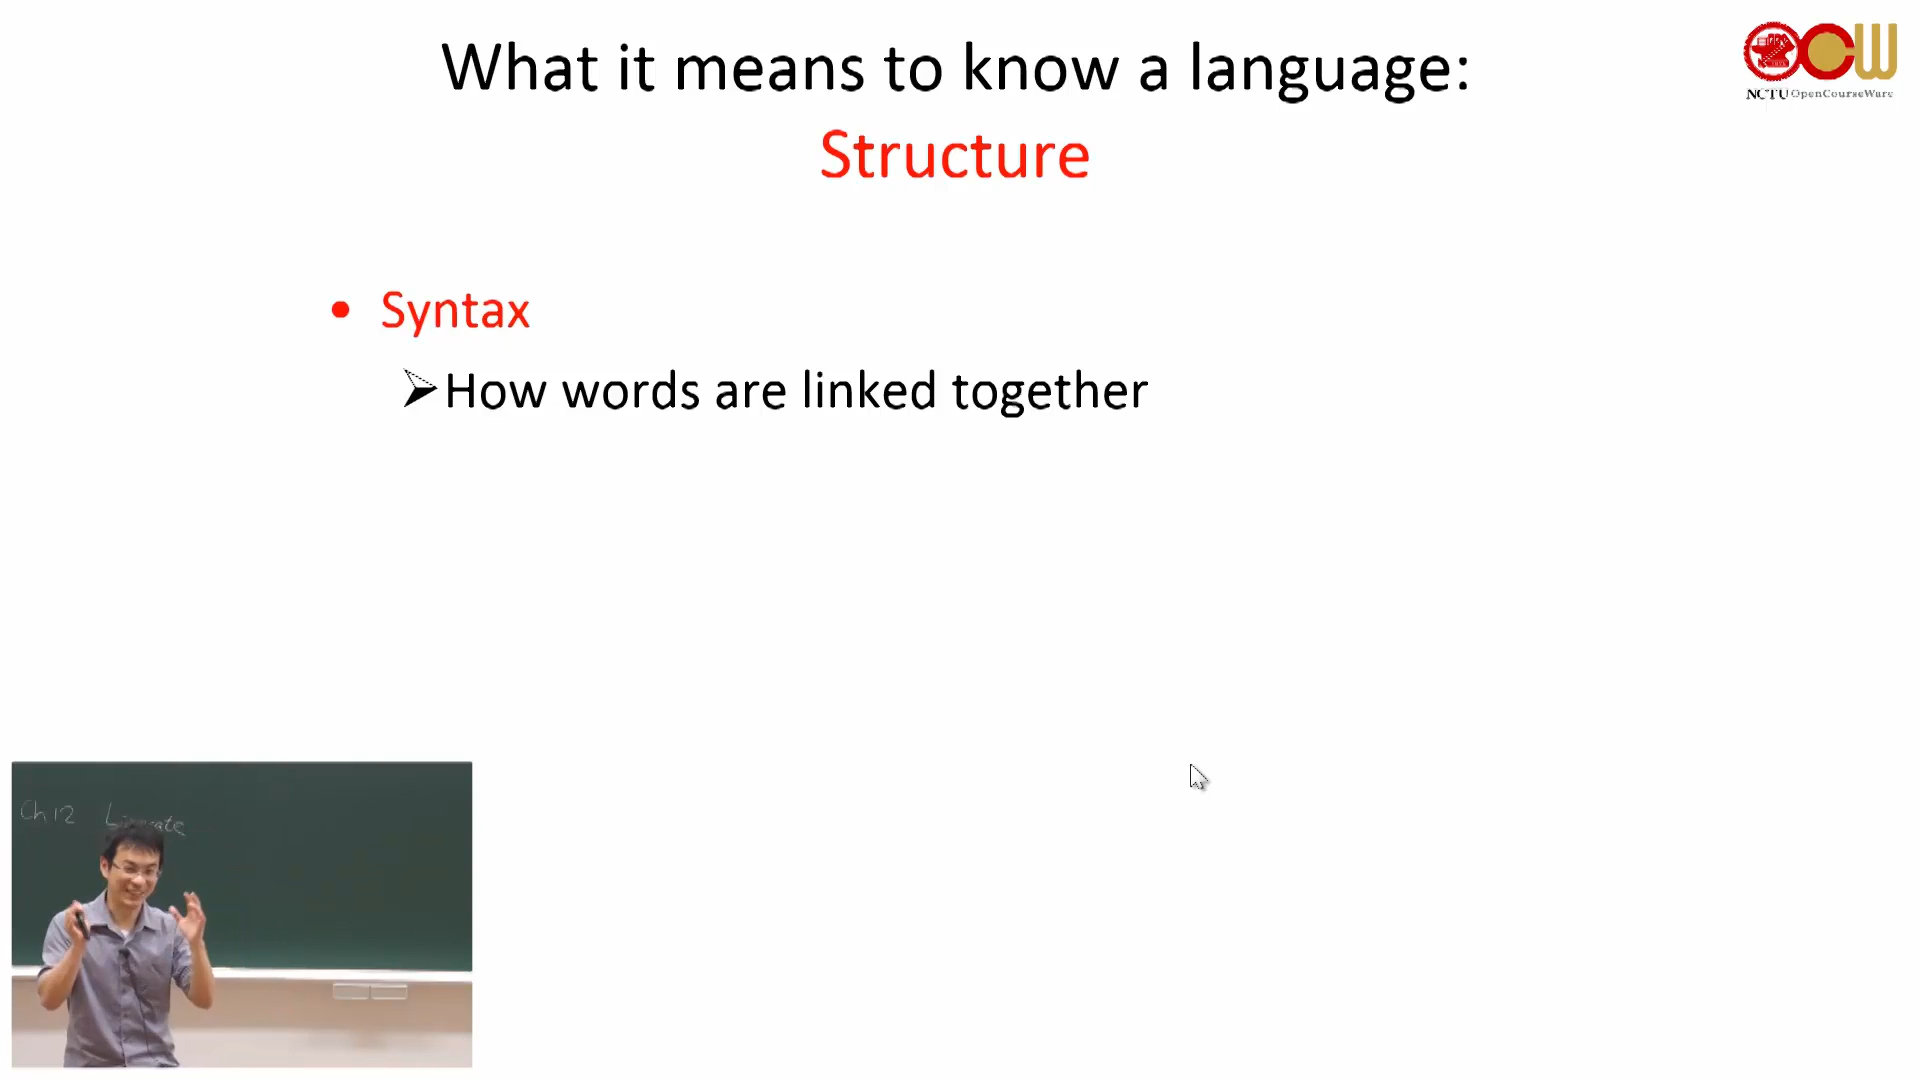 What it means to know a language:
Structure
NCTU OpenCourseWare
• Syntax
➢How words are linked together
Ch 12